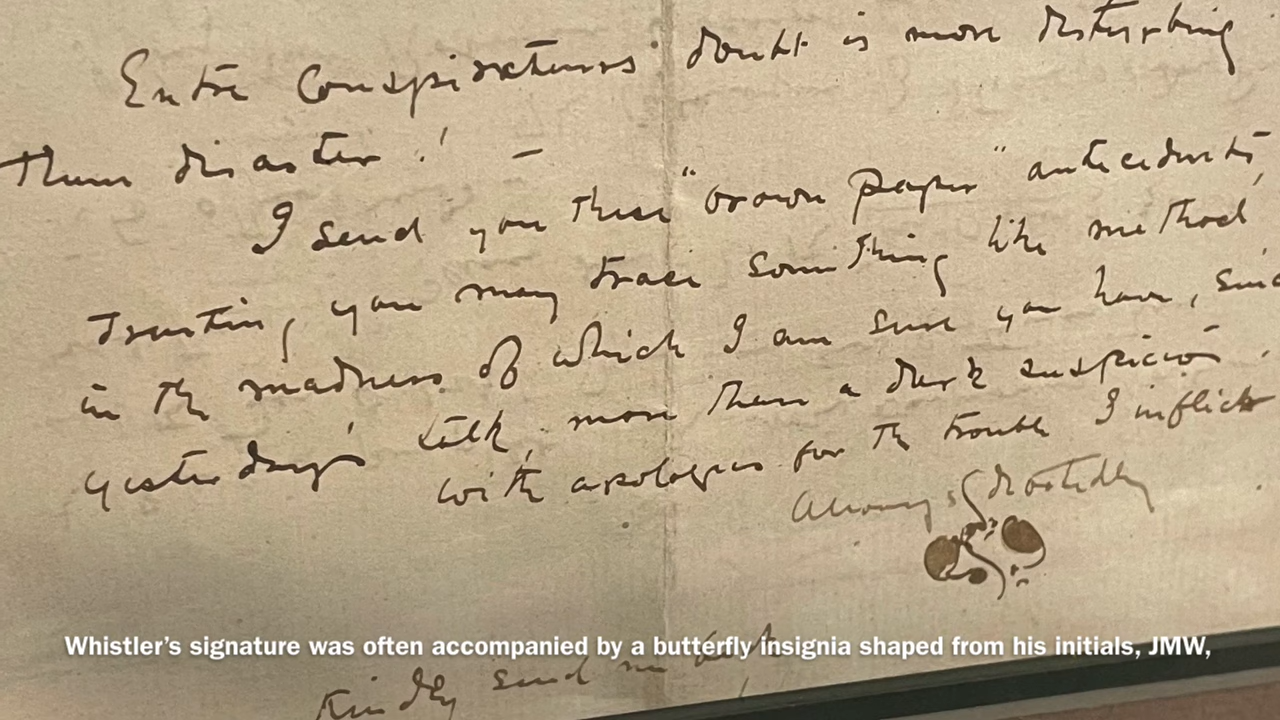 Entre Conspirateurs doubt is more disturbing
than disaster! —
I send you these "brown paper" antecedents,
Trusting, you may trace something like method,
in the madness of which I am sure you have, since
yesterday's talk, more than a dark suspicion.
with apologies for the trouble I inflict
Always devotedly
Whistler's signature was often accompanied by a butterfly insignia shaped from his initials, JMW,
Kindly send me